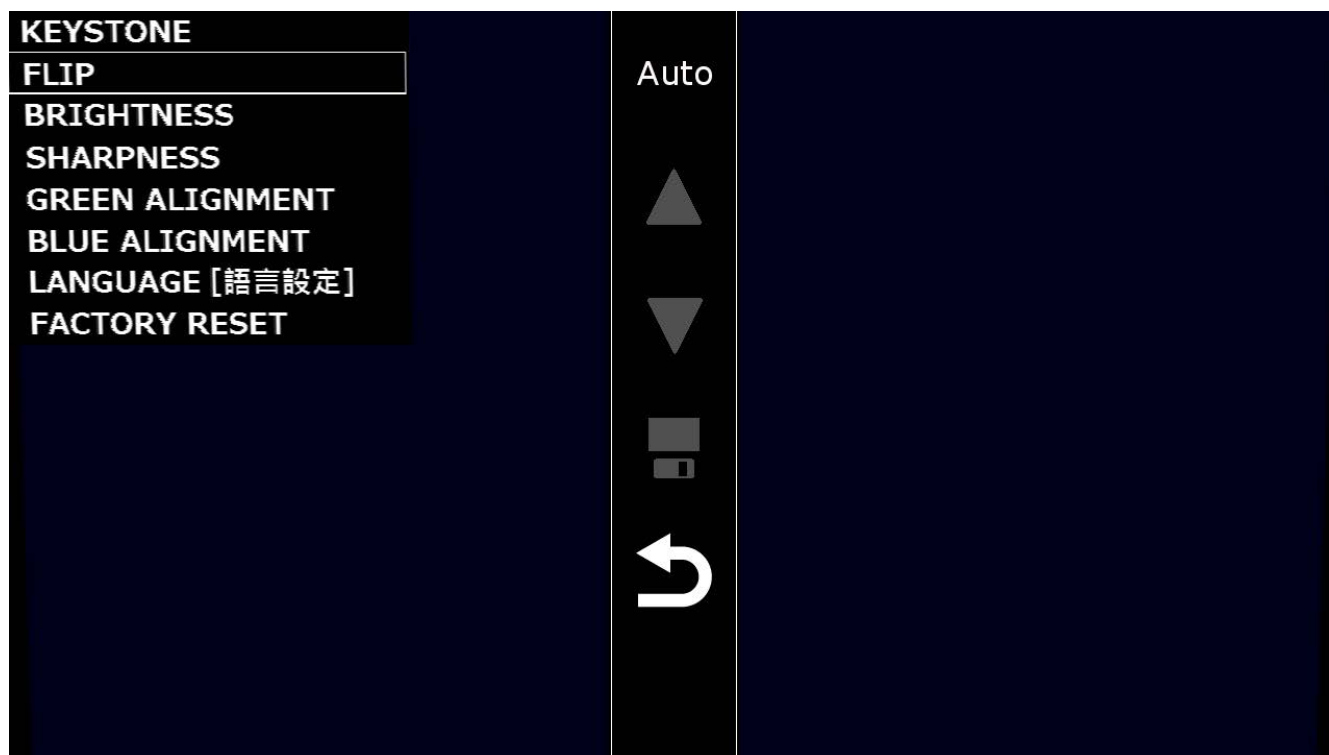 KEYSTONE
FLIP
BRIGHTNESS
SHARPNESS
GREEN ALIGNMENT
BLUE ALIGNMENT
LANGUAGE [語言設定]
FACTORY RESET
Auto